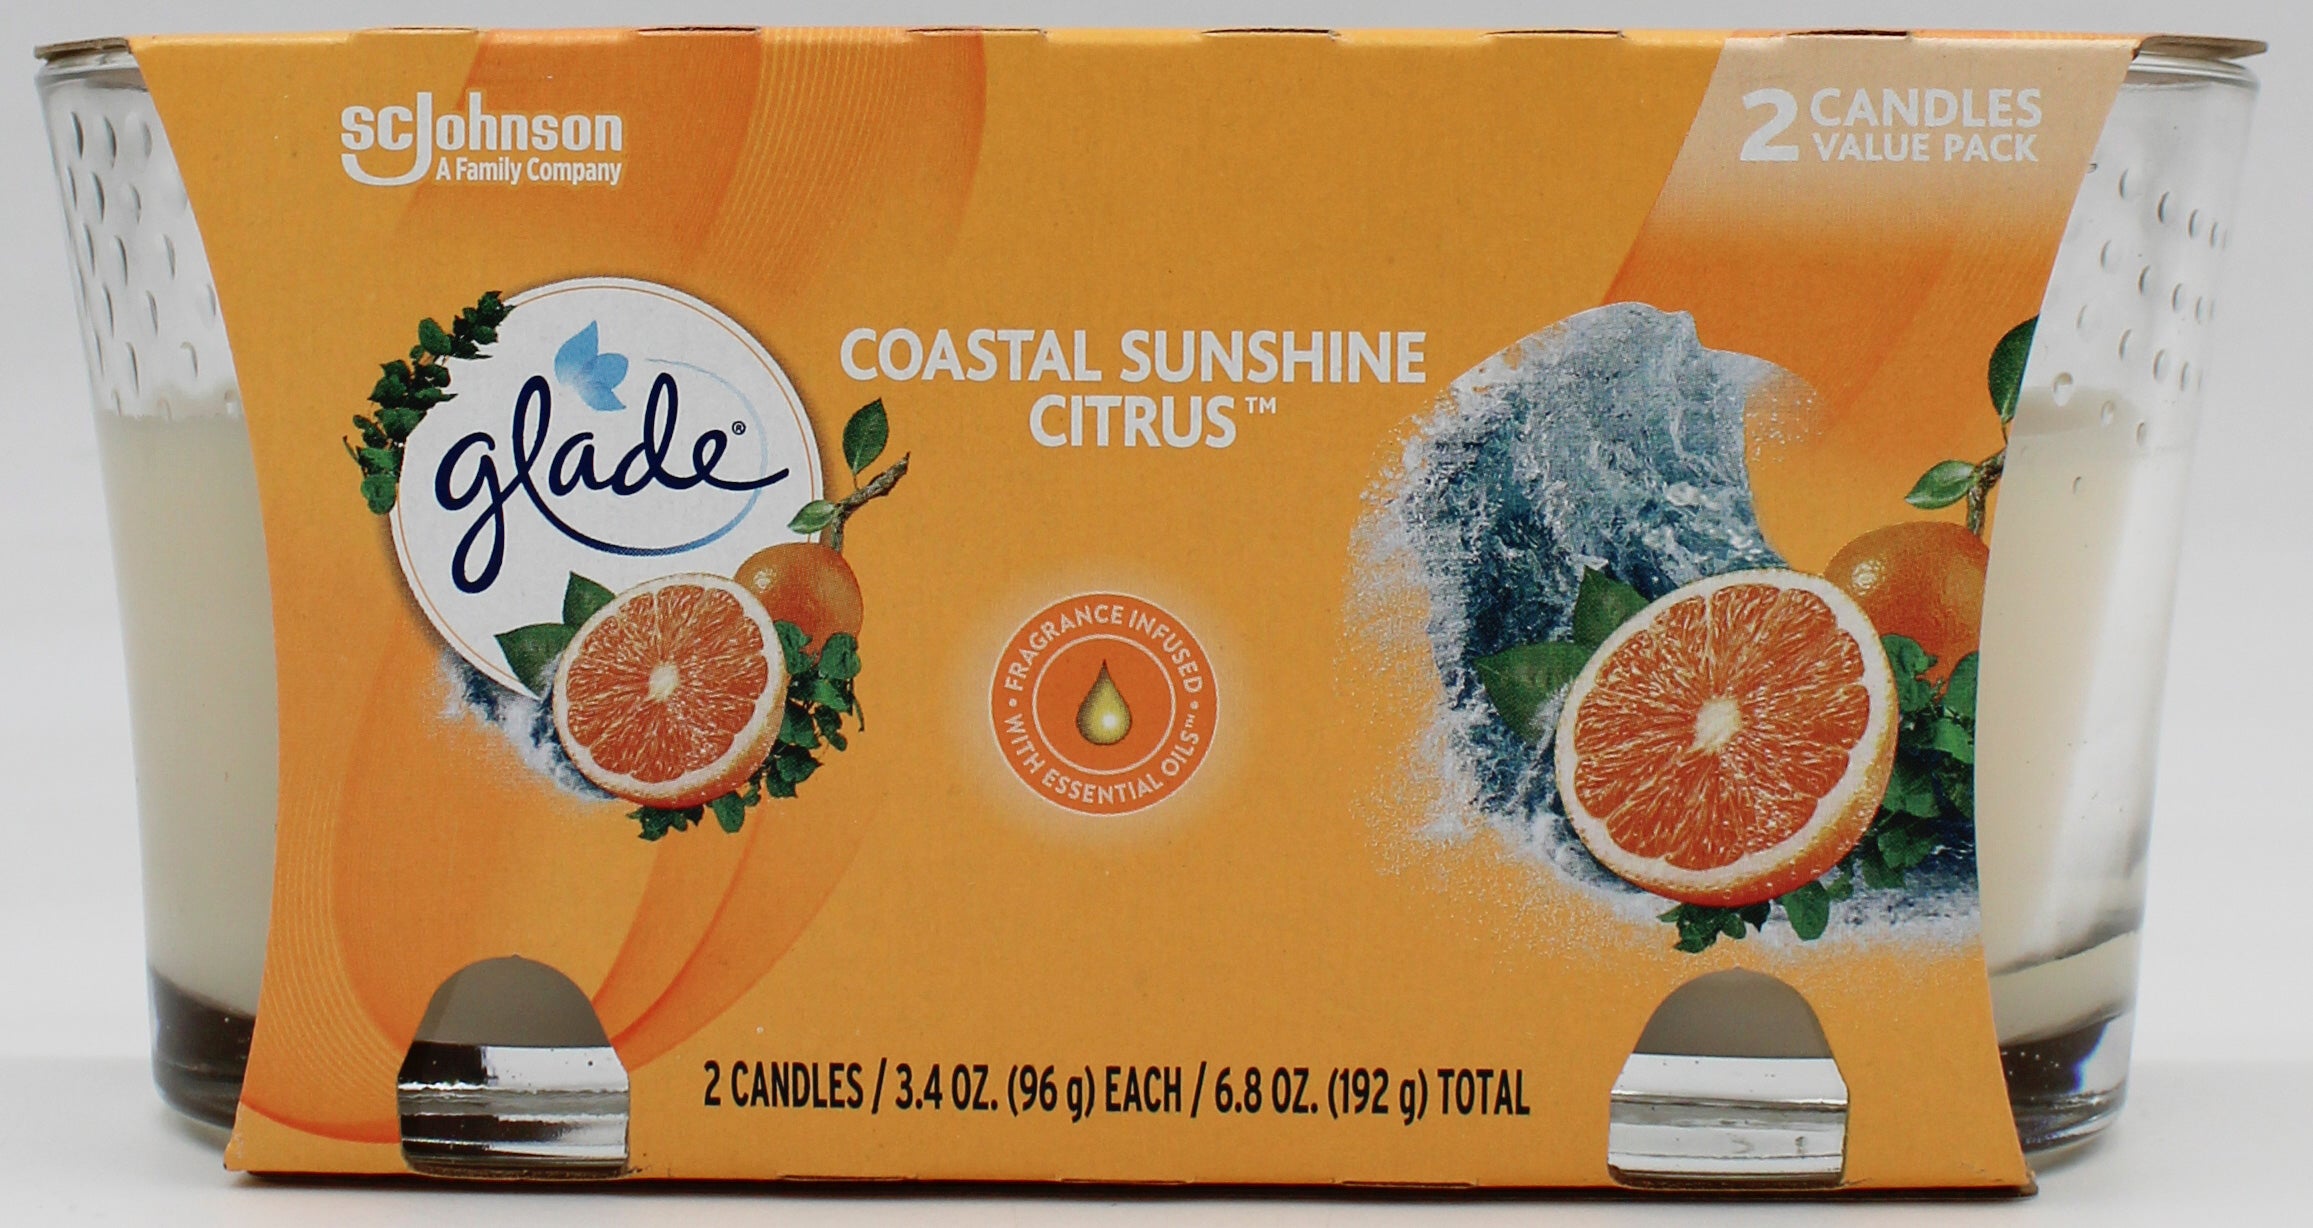 SCJohnson
A Family Company
2 CANDLES
VALUE PACK
glade®
COASTAL SUNSHINE
CITRUS™
• FRAGRANCE INFUSED •
WITH ESSENTIAL OILS™
2 CANDLES / 3.4 OZ. (96 g) EACH / 6.8 OZ. (192 g) TOTAL